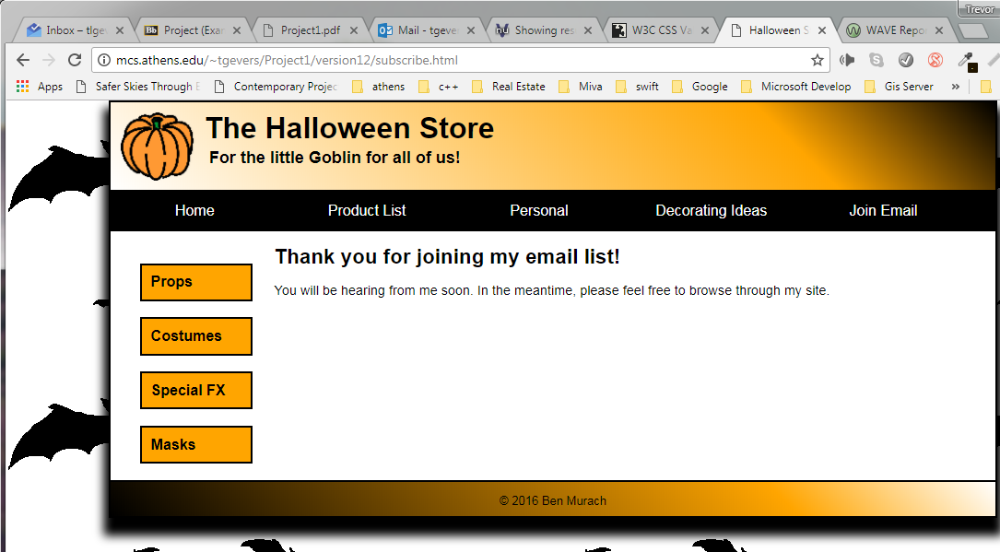 Trevor
Inbox – tlge
Project (Exar
Project1.pdf
Mail - tgever
Showing res
W3C CSS Va
Halloween S
WAVE Repor
mcs.athens.edu/~tgevers/Project1/version12/subscribe.html
Apps
Safer Skies Through E
Contemporary Projec
athens
c++
Real Estate
Miva
swift
Google
Microsoft Develop
Gis Server
»
The Halloween Store
For the little Goblin for all of us!
Home
Product List
Personal
Decorating Ideas
Join Email
Thank you for joining my email list!
You will be hearing from me soon. In the meantime, please feel free to browse through my site.
Props
Costumes
Special FX
Masks
© 2016 Ben Murach